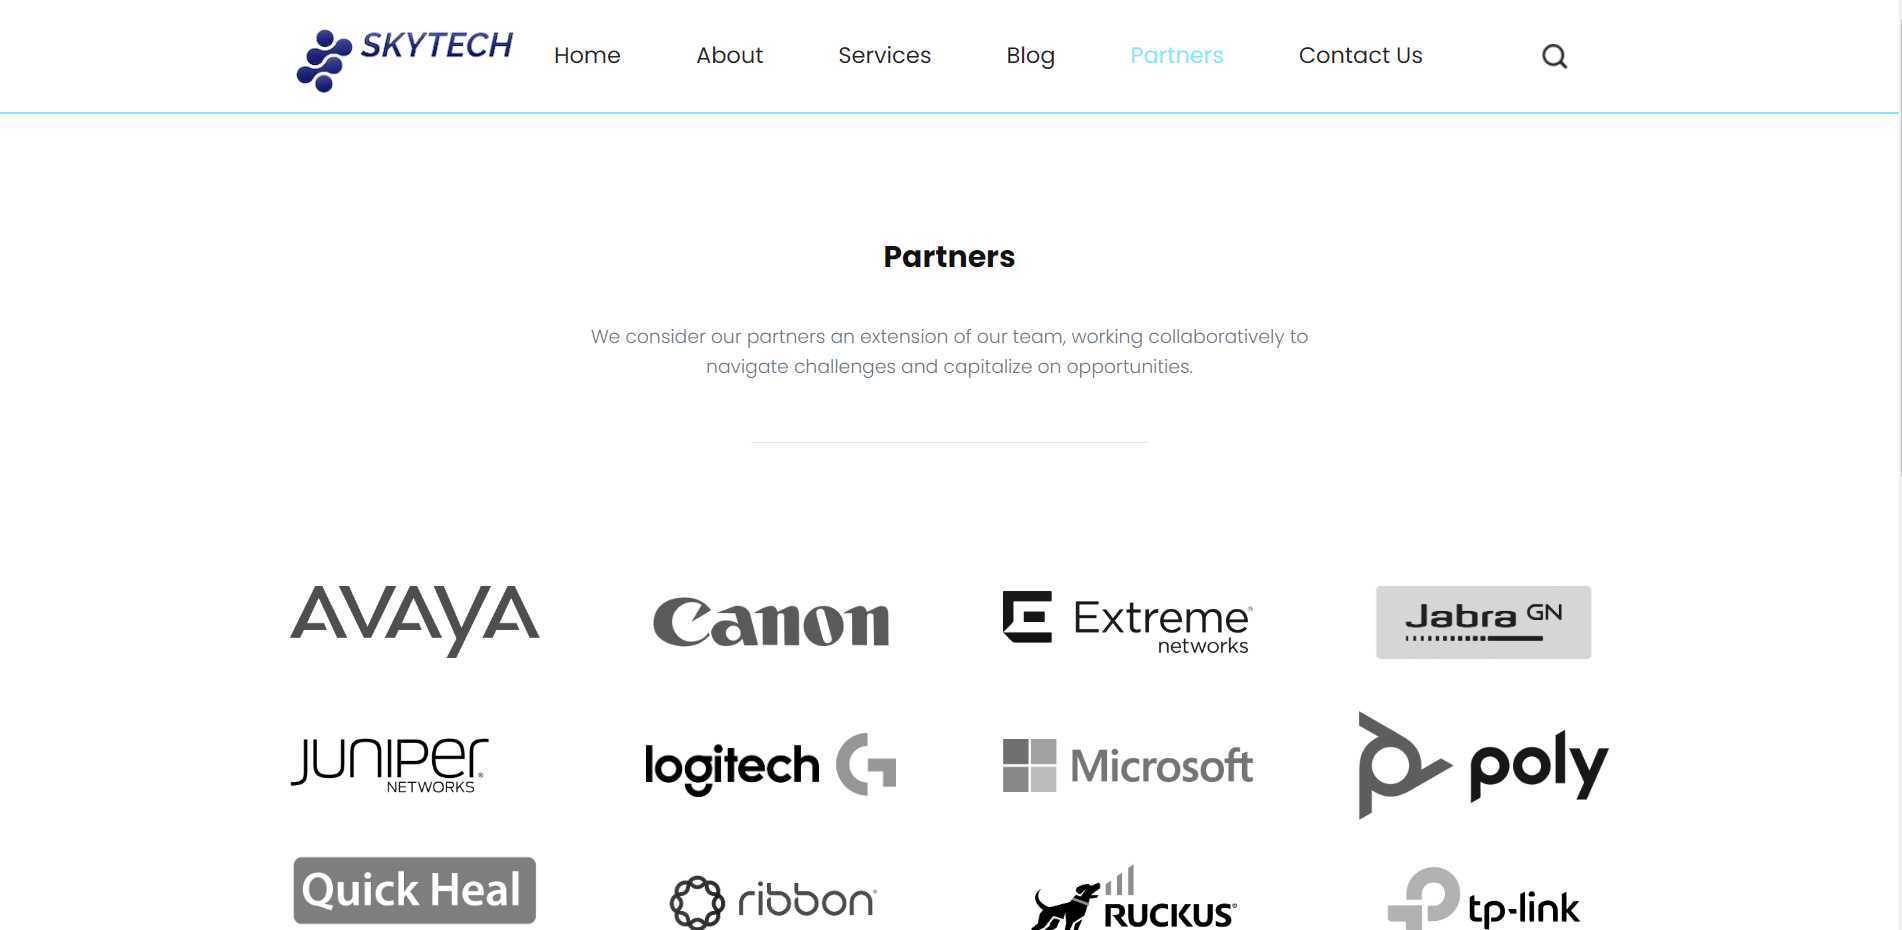 SKYTECH
Home About Services Blog Partners Contact Us
Partners
We consider our partners an extension of our team, working collaboratively to
navigate challenges and capitalize on opportunities.
AVAYA Canon Extreme networks Jabra GN
JUNIPER NETWORKS logitech G Microsoft poly
Quick Heal ribbon RUCKUS tp-link